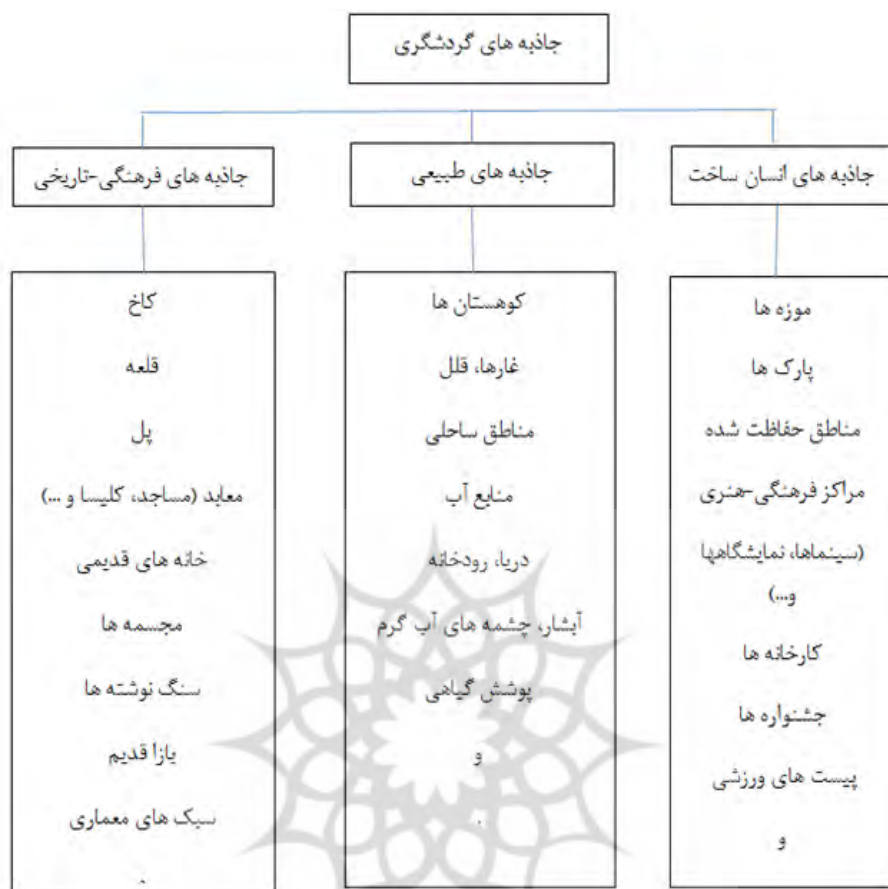 جاذبه های گردشگری
جاذبه های انسان ساخت
موزه ها
پارک ها
مناطق حفاظت شده
مراکز فرهنگی-هنری
(سینماها، نمایشگاهها
و...)
کارخانه ها
جشنواره ها
پیست های ورزشی
و
جاذبه های طبیعی
کوهستان ها
غارها، قلل
مناطق ساحلی
منابع آب
دریا، رودخانه
آبشار، چشمه های آب گرم
پوشش گیاهی
و
.
جاذبه های فرهنگی-تاریخی
کاخ
قلعه
پل
معابد (مساجد، کلیسا و ...)
خانه های قدیمی
مجسمه ها
سنگ نوشته ها
بازا قدیم
سبک های معماری